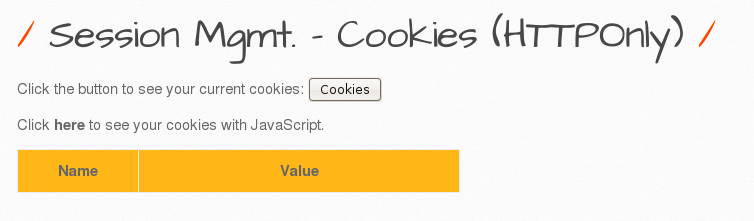 / Session Mgmt. - Cookies (HTTPOnly) /
Click the button to see your current cookies: Cookies
Click here to see your cookies with JavaScript.
Name Value